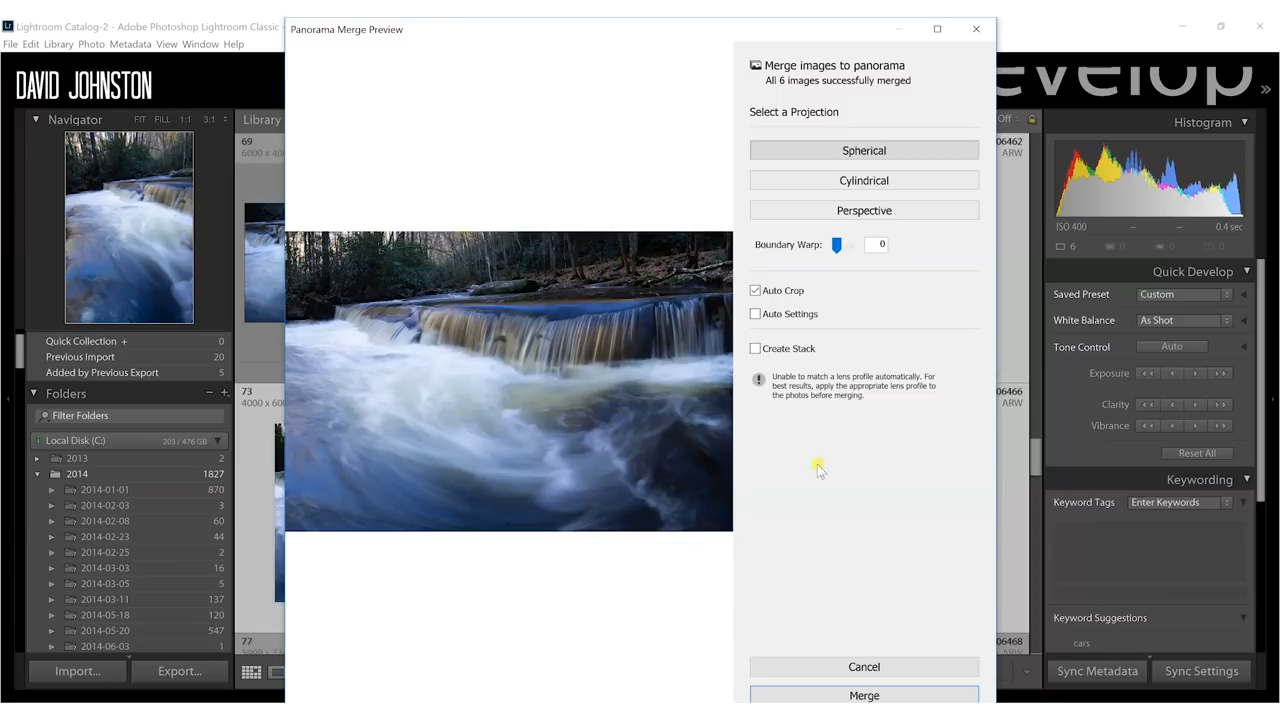 Lightroom Catalog-2 - Adobe Photoshop Lightroom Classic -
File Edit Library Photo Metadata View Window Help
DAVID JOHNSTON
Navigator FIT FILL 1:1 3:1
Quick Collection + 0
Previous Import 20
Added by Previous Export 5
Folders
Filter Folders
Local Disk (C:) 203 / 476 GB
2013 2
2014 1827
2014-01-01 870
2014-02-03 3
2014-02-08 60
2014-02-23 44
2014-02-25 2
2014-03-03 16
2014-03-05 5
2014-03-11 137
2014-05-18 120
2014-05-20 547
2014-06-03 1
Import... Export...
Library
69
73
77
Panorama Merge Preview
Merge images to panorama
All 6 images successfully merged
Select a Projection
Spherical
Cylindrical
Perspective
Boundary Warp: 0
Auto Crop
Auto Settings
Create Stack
Unable to match a lens profile automatically. For
best results, apply the appropriate lens profile to
the photos before merging.
Cancel
Merge
evelop
Off
06462
ARW
06466
ARW
06468
Histogram
ISO 400 – – 0.4 sec
6 0 0 0
Quick Develop
Saved Preset Custom
White Balance As Shot
Tone Control Auto
Exposure
Clarity
Vibrance
Reset All
Keywording
Keyword Tags Enter Keywords
Keyword Suggestions
cars
Sync Metadata Sync Settings